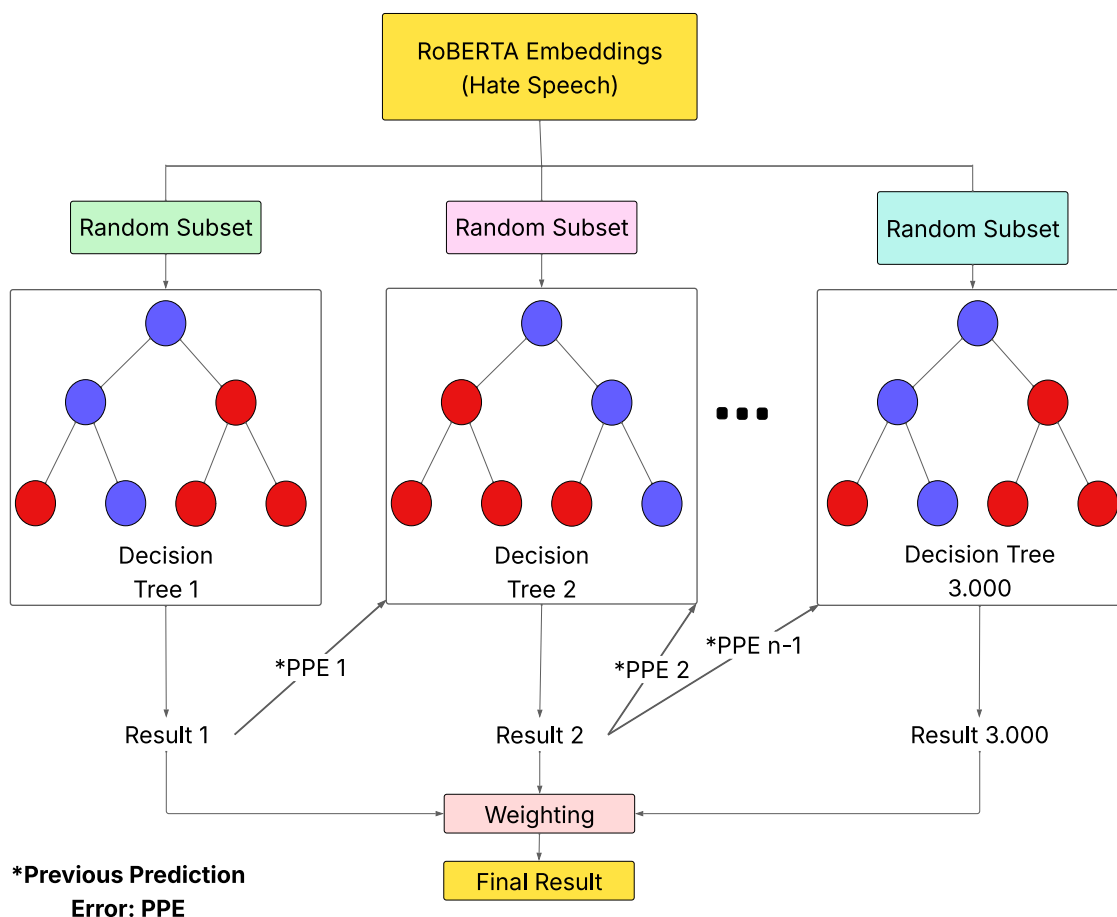 RoBERTA Embeddings
(Hate Speech)
Random Subset
Random Subset
Random Subset
Decision
Tree 1
Decision
Tree 2
Decision Tree
3.000
*PPE 1
*PPE 2
*PPE n-1
Result 1
Result 2
Result 3.000
Weighting
Final Result
*Previous Prediction
Error: PPE